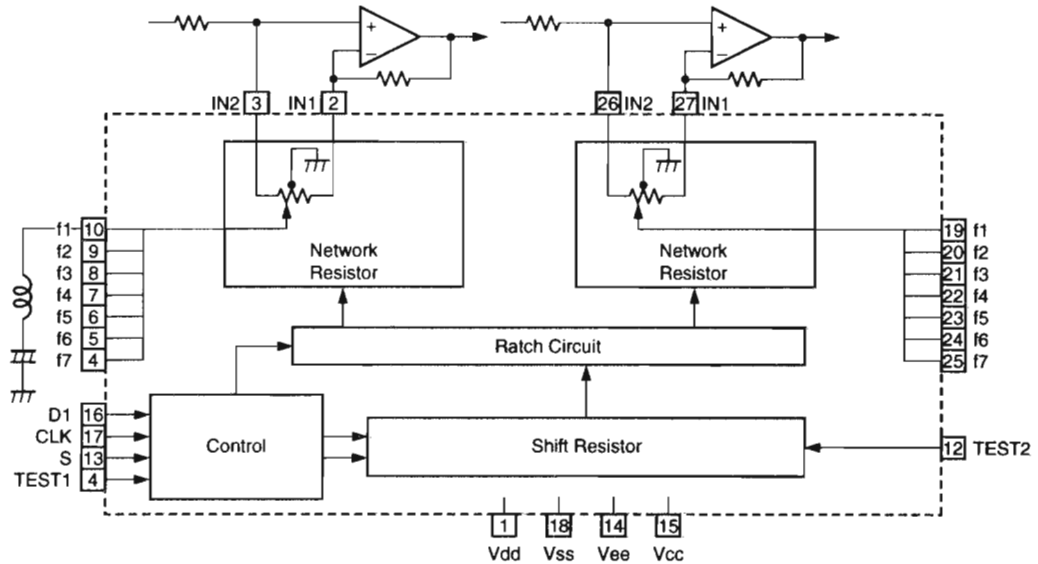 +
−
+
−
IN2 3 IN1 2
26 IN2 27 IN1
Network
Resistor
Network
Resistor
f1 10
f2 9
f3 8
f4 7
f5 6
f6 5
f7 4
19 f1
20 f2
21 f3
22 f4
23 f5
24 f6
25 f7
Ratch Circuit
D1 16
CLK 17
S 13
TEST1 4
Control
Shift Resistor
12 TEST2
1 18 14 15
Vdd Vss Vee Vcc